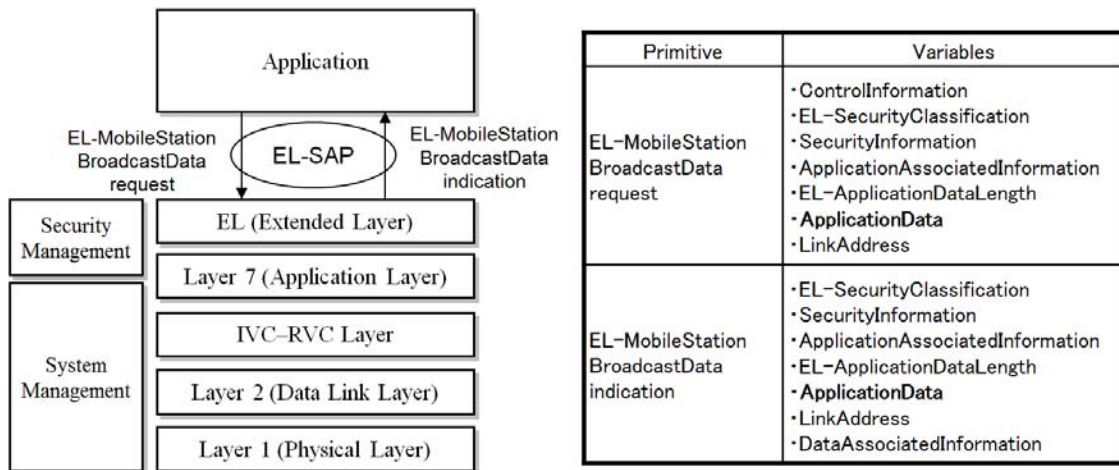 Application
EL-MobileStation
BroadcastData
request
EL-SAP
EL-MobileStation
BroadcastData
indication
Security
Management
EL (Extended Layer)
Layer 7 (Application Layer)
System
Management
IVC–RVC Layer
Layer 2 (Data Link Layer)
Layer 1 (Physical Layer)
Primitive
Variables
EL-MobileStation
BroadcastData
request
・ControlInformation
・EL-SecurityClassification
・SecurityInformation
・ApplicationAssociatedInformation
・EL-ApplicationDataLength
・ApplicationData
・LinkAddress
EL-MobileStation
BroadcastData
indication
・EL-SecurityClassification
・SecurityInformation
・ApplicationAssociatedInformation
・EL-ApplicationDataLength
・ApplicationData
・LinkAddress
・DataAssociatedInformation